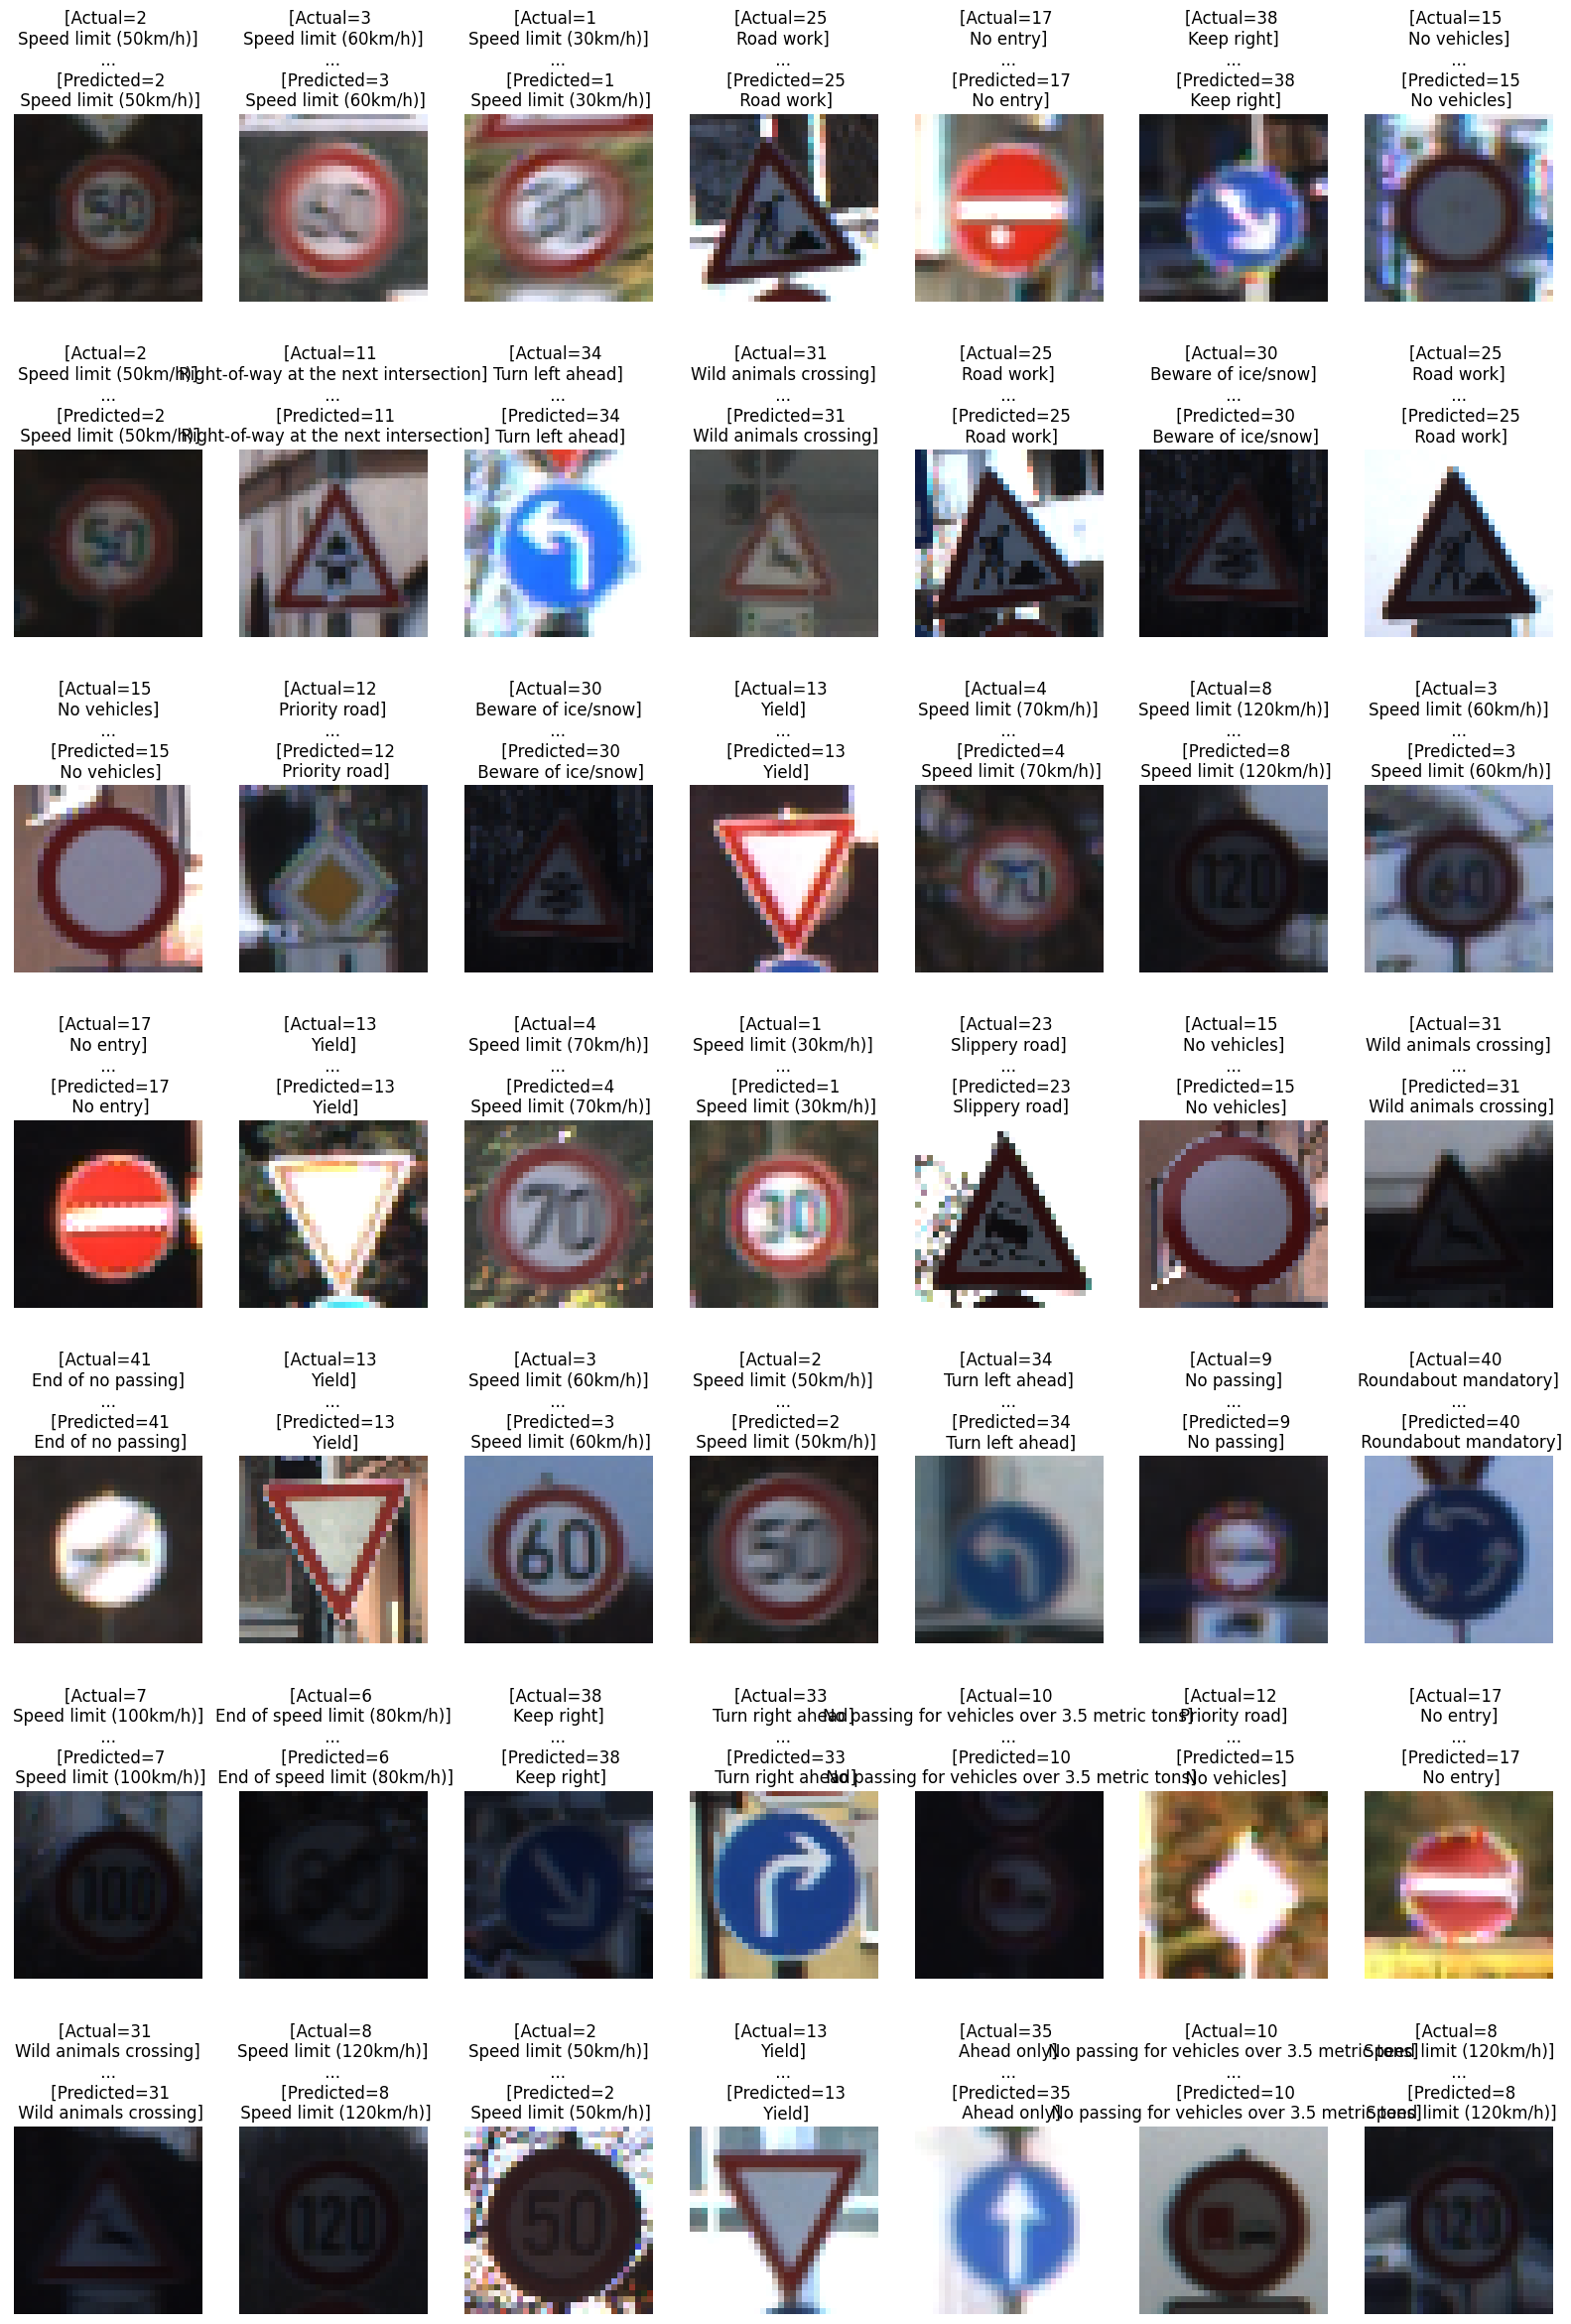 [Actual=2
Speed limit (50km/h)]
...
[Predicted=2
Speed limit (50km/h)]
[Actual=3
Speed limit (60km/h)]
...
[Predicted=3
Speed limit (60km/h)]
[Actual=1
Speed limit (30km/h)]
...
[Predicted=1
Speed limit (30km/h)]
[Actual=25
Road work]
...
[Predicted=25
Road work]
[Actual=17
No entry]
...
[Predicted=17
No entry]
[Actual=38
Keep right]
...
[Predicted=38
Keep right]
[Actual=15
No vehicles]
...
[Predicted=15
No vehicles]
50
[Actual=2
Speed limit (50km/h)]
...
[Predicted=2
Speed limit (50km/h)]
[Actual=11
Right-of-way at the next intersection]
...
[Predicted=11
Right-of-way at the next intersection]
[Actual=34
Turn left ahead]
...
[Predicted=34
Turn left ahead]
[Actual=31
Wild animals crossing]
...
[Predicted=31
Wild animals crossing]
[Actual=25
Road work]
...
[Predicted=25
Road work]
[Actual=30
Beware of ice/snow]
...
[Predicted=30
Beware of ice/snow]
[Actual=25
Road work]
...
[Predicted=25
Road work]
50
[Actual=15
No vehicles]
...
[Predicted=15
No vehicles]
[Actual=12
Priority road]
...
[Predicted=12
Priority road]
[Actual=30
Beware of ice/snow]
...
[Predicted=30
Beware of ice/snow]
[Actual=13
Yield]
...
[Predicted=13
Yield]
[Actual=4
Speed limit (70km/h)]
...
[Predicted=4
Speed limit (70km/h)]
[Actual=8
Speed limit (120km/h)]
...
[Predicted=8
Speed limit (120km/h)]
[Actual=3
Speed limit (60km/h)]
...
[Predicted=3
Speed limit (60km/h)]
70
120
60
[Actual=17
No entry]
...
[Predicted=17
No entry]
[Actual=13
Yield]
...
[Predicted=13
Yield]
[Actual=4
Speed limit (70km/h)]
...
[Predicted=4
Speed limit (70km/h)]
[Actual=1
Speed limit (30km/h)]
...
[Predicted=1
Speed limit (30km/h)]
[Actual=23
Slippery road]
...
[Predicted=23
Slippery road]
[Actual=15
No vehicles]
...
[Predicted=15
No vehicles]
[Actual=31
Wild animals crossing]
...
[Predicted=31
Wild animals crossing]
70
30
[Actual=41
End of no passing]
...
[Predicted=41
End of no passing]
[Actual=13
Yield]
...
[Predicted=13
Yield]
[Actual=3
Speed limit (60km/h)]
...
[Predicted=3
Speed limit (60km/h)]
[Actual=2
Speed limit (50km/h)]
...
[Predicted=2
Speed limit (50km/h)]
[Actual=34
Turn left ahead]
...
[Predicted=34
Turn left ahead]
[Actual=9
No passing]
...
[Predicted=9
No passing]
[Actual=40
Roundabout mandatory]
...
[Predicted=40
Roundabout mandatory]
60
50
[Actual=7
Speed limit (100km/h)]
...
[Predicted=7
Speed limit (100km/h)]
[Actual=6
End of speed limit (80km/h)]
...
[Predicted=6
End of speed limit (80km/h)]
[Actual=38
Keep right]
...
[Predicted=38
Keep right]
[Actual=33
Turn right ahead]
...
[Predicted=33
Turn right ahead]
[Actual=10
No passing for vehicles over 3.5 metric tons]
...
[Predicted=10
No passing for vehicles over 3.5 metric tons]
[Actual=12
Priority road]
...
[Predicted=15
No vehicles]
[Actual=17
No entry]
...
[Predicted=17
No entry]
100
80
[Actual=31
Wild animals crossing]
...
[Predicted=31
Wild animals crossing]
[Actual=8
Speed limit (120km/h)]
...
[Predicted=8
Speed limit (120km/h)]
[Actual=2
Speed limit (50km/h)]
...
[Predicted=2
Speed limit (50km/h)]
[Actual=13
Yield]
...
[Predicted=13
Yield]
[Actual=35
Ahead only]
...
[Predicted=35
Ahead only]
[Actual=10
No passing for vehicles over 3.5 metric tons]
...
[Predicted=10
No passing for vehicles over 3.5 metric tons]
[Actual=8
Speed limit (120km/h)]
...
[Predicted=8
Speed limit (120km/h)]
120
50
120